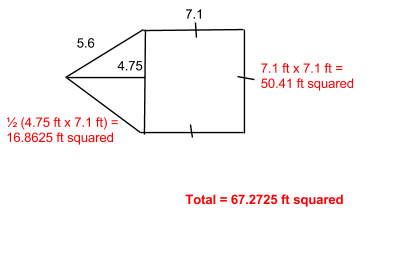 7.1
5.6
4.75
7.1 ft x 7.1 ft =
50.41 ft squared
½ (4.75 ft x 7.1 ft) =
16.8625 ft squared
Total = 67.2725 ft squared